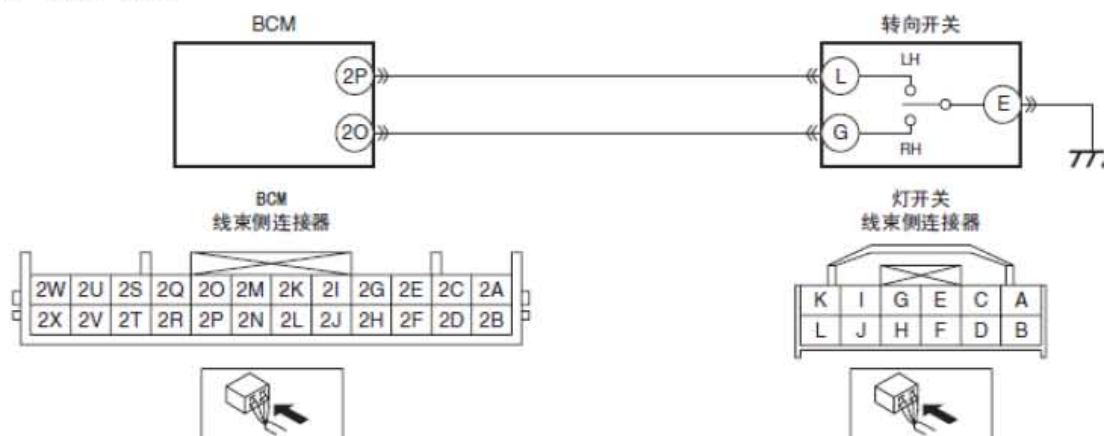 BCM 转向开关
2P L LH E
2O G RH
BCM 灯开关
线束侧连接器 线束侧连接器
2W 2U 2S 2Q 2O 2M 2K 2I 2G 2E 2C 2A
2X 2V 2T 2R 2P 2N 2L 2J 2H 2F 2D 2B
K I G E C A
L J H F D B